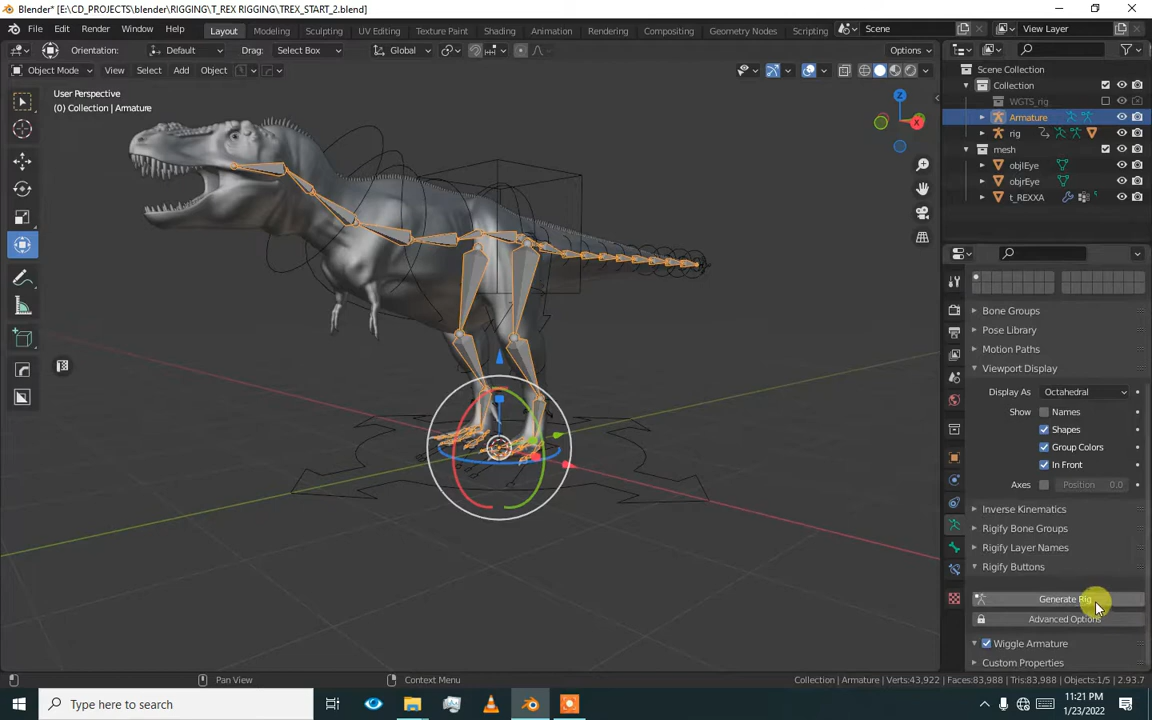 Blender* [E:\CD_PROJECTS\blender\RIGGING\T_REX RIGGING\TREX_START_2.blend]
File Edit Render Window Help Layout Modeling Sculpting UV Editing Texture Paint Shading Animation Rendering Compositing Geometry Nodes Scripting Scene View Layer
Orientation: Default Drag: Select Box Global Options
Object Mode View Select Add Object
User Perspective
(0) Collection | Armature
Z
X
Scene Collection
Collection
WGTS_rig
Armature
rig
mesh
objlEye
objrEye
t_REXXA
Bone Groups
Pose Library
Motion Paths
Viewport Display
Display As Octahedral
Show Names
Shapes
Group Colors
In Front
Axes Position 0.0
Inverse Kinematics
Rigify Bone Groups
Rigify Layer Names
Rigify Buttons
Generate Rig
Advanced Options
Wiggle Armature
Custom Properties
Pan View Context Menu Collection | Armature | Verts:43,922 | Faces:83,988 | Tris:83,988 | Objects:1/5 | 2.93.7
Type here to search
11:21 PM
1/23/2022